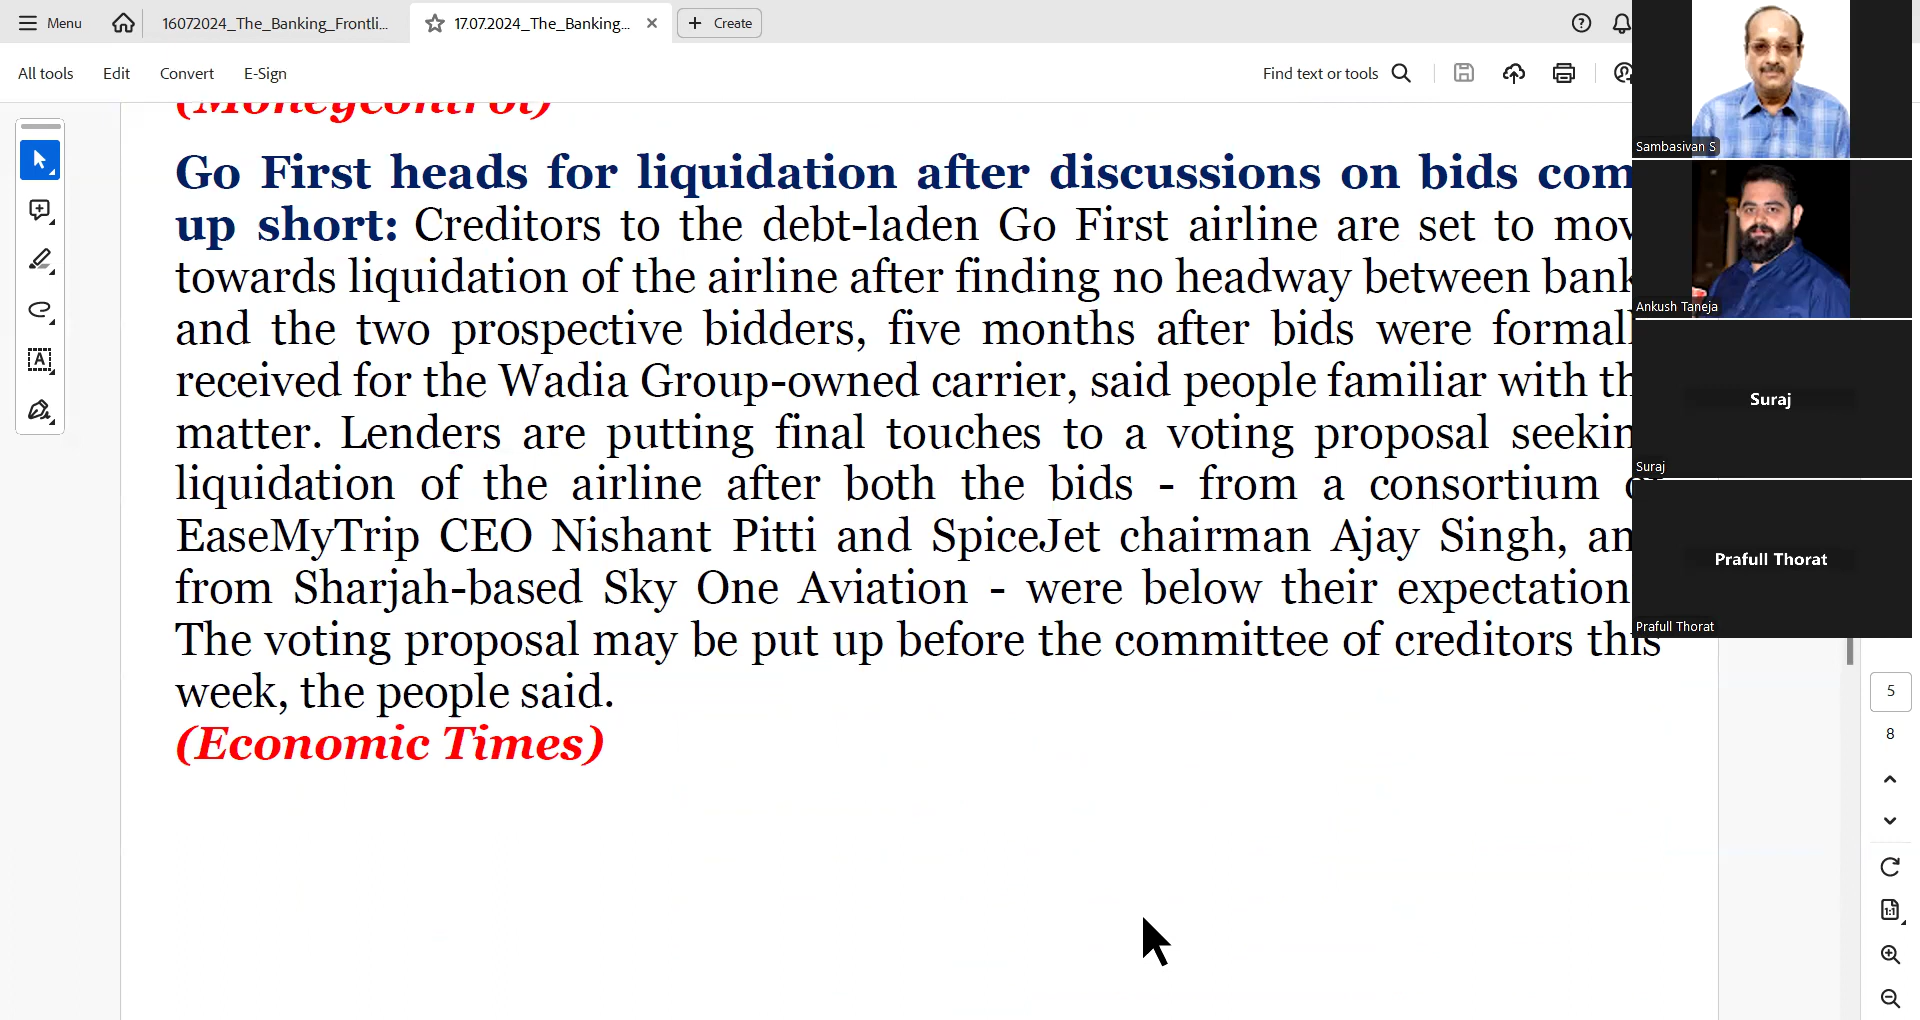 Menu
16072024_The_Banking_Frontli...
17.07.2024_The_Banking...
Create
All tools
Edit
Convert
E-Sign
Find text or tools
(Moneycontrol)
Go First heads for liquidation after discussions on bids com
up short: Creditors to the debt-laden Go First airline are set to mov
towards liquidation of the airline after finding no headway between bank
and the two prospective bidders, five months after bids were formall
received for the Wadia Group-owned carrier, said people familiar with th
matter. Lenders are putting final touches to a voting proposal seekin
liquidation of the airline after both the bids - from a consortium of
EaseMyTrip CEO Nishant Pitti and SpiceJet chairman Ajay Singh, an
from Sharjah-based Sky One Aviation - were below their expectation
The voting proposal may be put up before the committee of creditors this
week, the people said.
(Economic Times)
Sambasivan S
Ankush Taneja
Suraj
Suraj
Prafull Thorat
Prafull Thorat
5
8